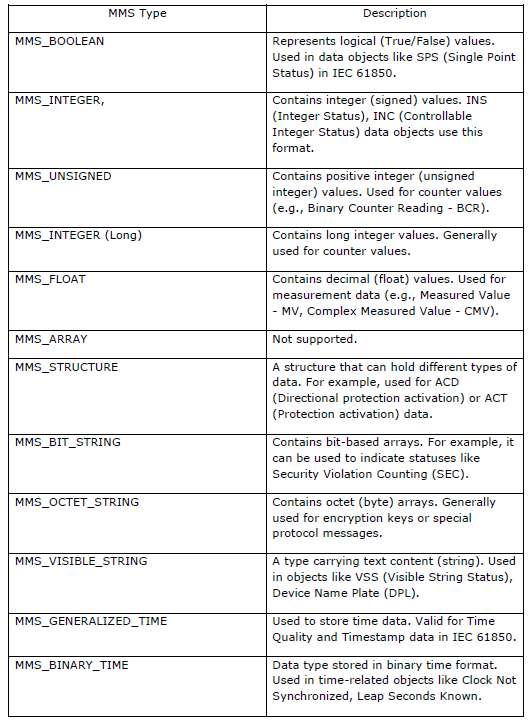 MMS Type Description
MMS_BOOLEAN Represents logical (True/False) values.
Used in data objects like SPS (Single Point
Status) in IEC 61850.
MMS_INTEGER, Contains integer (signed) values. INS
(Integer Status), INC (Controllable
Integer Status) data objects use this
format.
MMS_UNSIGNED Contains positive integer (unsigned
integer) values. Used for counter values
(e.g., Binary Counter Reading - BCR).
MMS_INTEGER (Long) Contains long integer values. Generally
used for counter values.
MMS_FLOAT Contains decimal (float) values. Used for
measurement data (e.g., Measured Value
- MV, Complex Measured Value - CMV).
MMS_ARRAY Not supported.
MMS_STRUCTURE A structure that can hold different types of
data. For example, used for ACD
(Directional protection activation) or ACT
(Protection activation) data.
MMS_BIT_STRING Contains bit-based arrays. For example, it
can be used to indicate statuses like
Security Violation Counting (SEC).
MMS_OCTET_STRING Contains octet (byte) arrays. Generally
used for encryption keys or special
protocol messages.
MMS_VISIBLE_STRING A type carrying text content (string). Used
in objects like VSS (Visible String Status),
Device Name Plate (DPL).
MMS_GENERALIZED_TIME Used to store time data. Valid for Time
Quality and Timestamp data in IEC 61850.
MMS_BINARY_TIME Data type stored in binary time format.
Used in time-related objects like Clock Not
Synchronized, Leap Seconds Known.